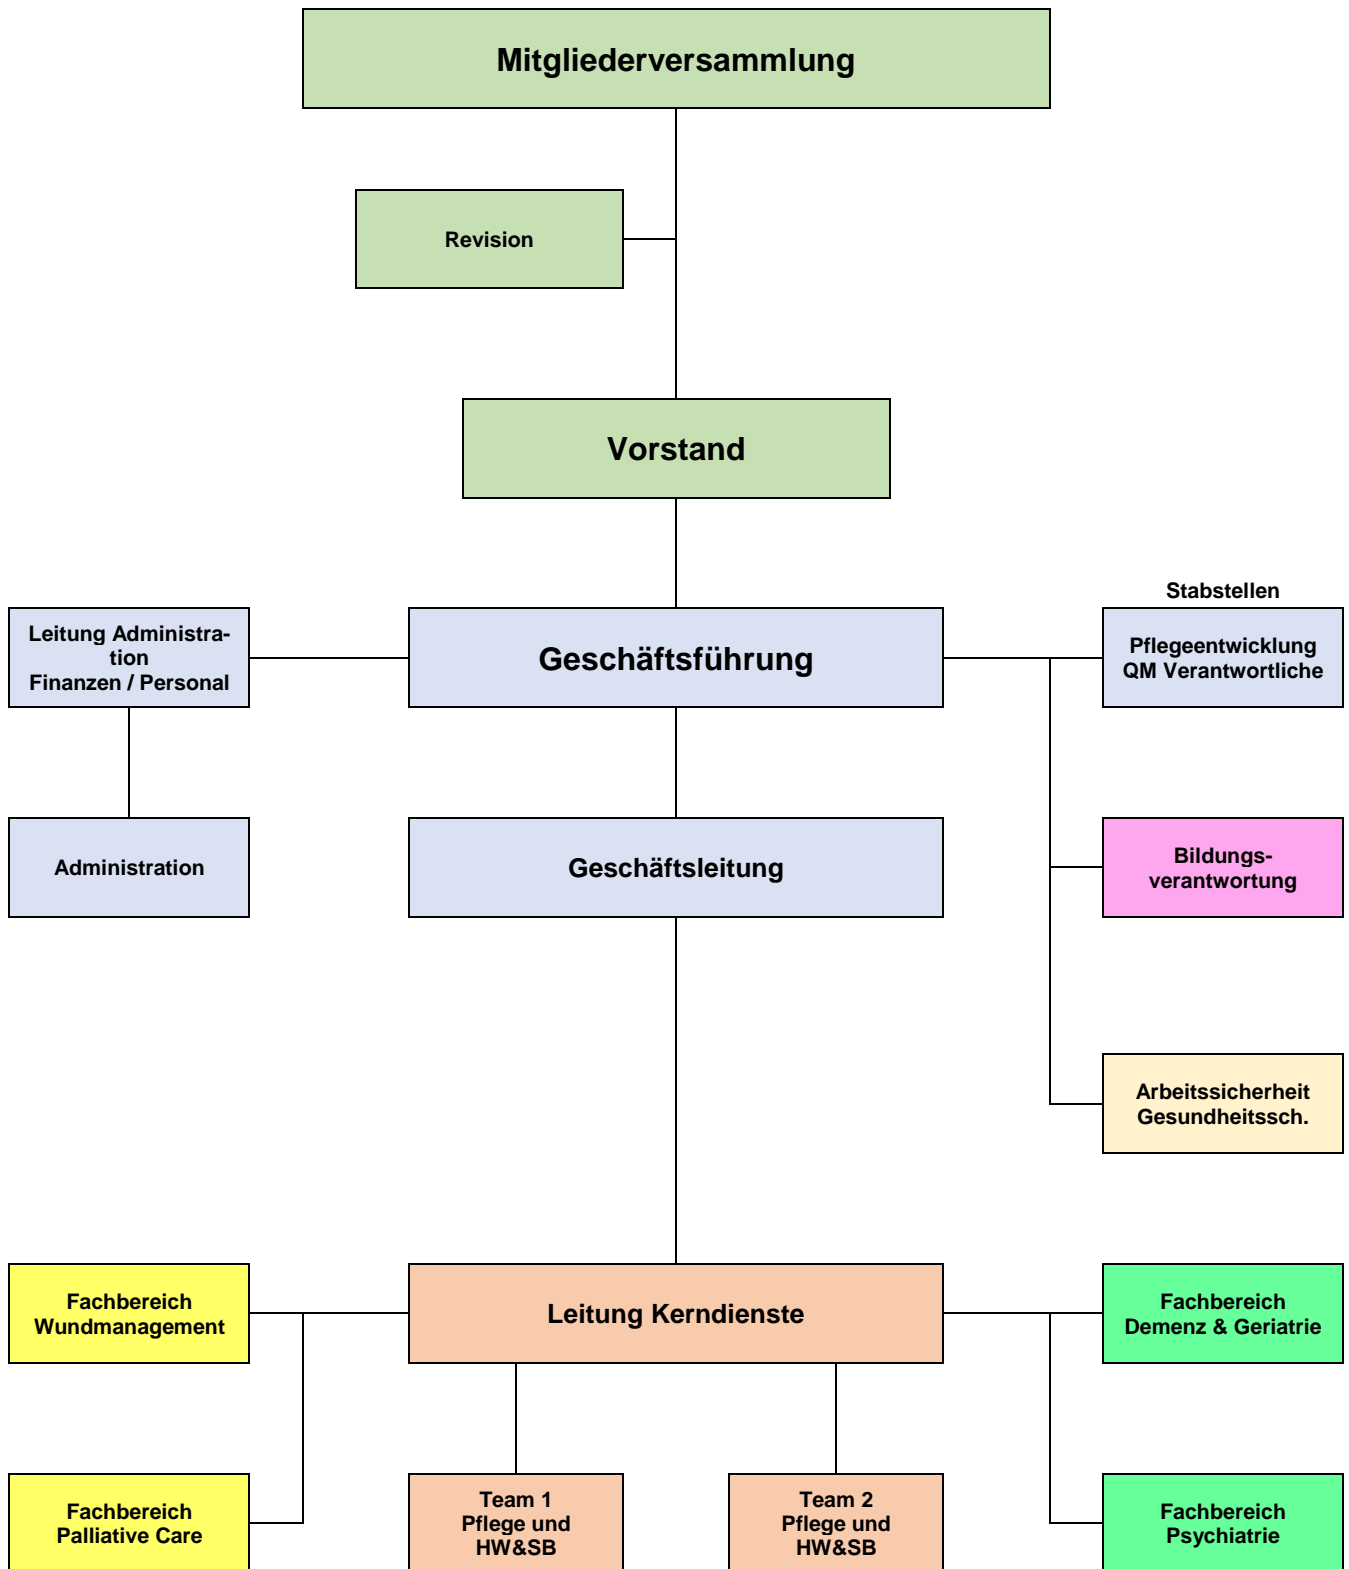 Mitgliederversammlung
Revision
Vorstand
Stabstellen
Leitung Administra-
tion
Finanzen / Personal
Geschäftsführung
Pflegeentwicklung
QM Verantwortliche
Administration
Geschäftsleitung
Bildungs-
verantwortung
Arbeitssicherheit
Gesundheitssch.
Fachbereich
Wundmanagement
Leitung Kerndienste
Fachbereich
Demenz & Geriatrie
Fachbereich
Palliative Care
Team 1
Pflege und
HW&SB
Team 2
Pflege und
HW&SB
Fachbereich
Psychiatrie